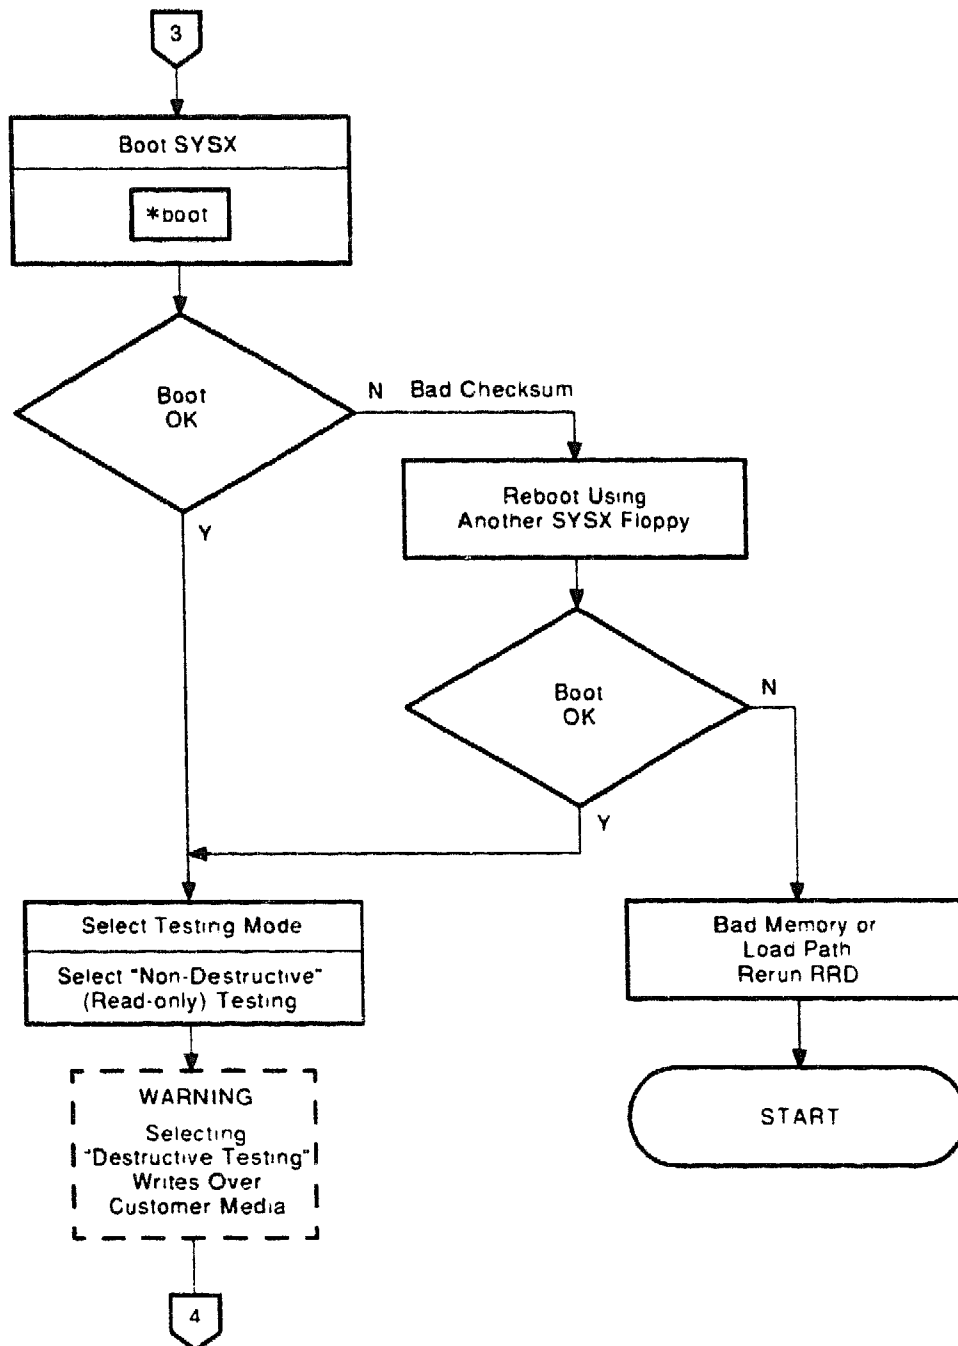 3
Boot SYSX
*boot
Boot
OK
N Bad Checksum
Y
Reboot Using
Another SYSX Floppy
Boot
OK
N
Y
Select Testing Mode
Select "Non-Destructive"
(Read-only) Testing
Bad Memory or
Load Path
Rerun RRD
WARNING
Selecting
"Destructive Testing"
Writes Over
Customer Media
START
4